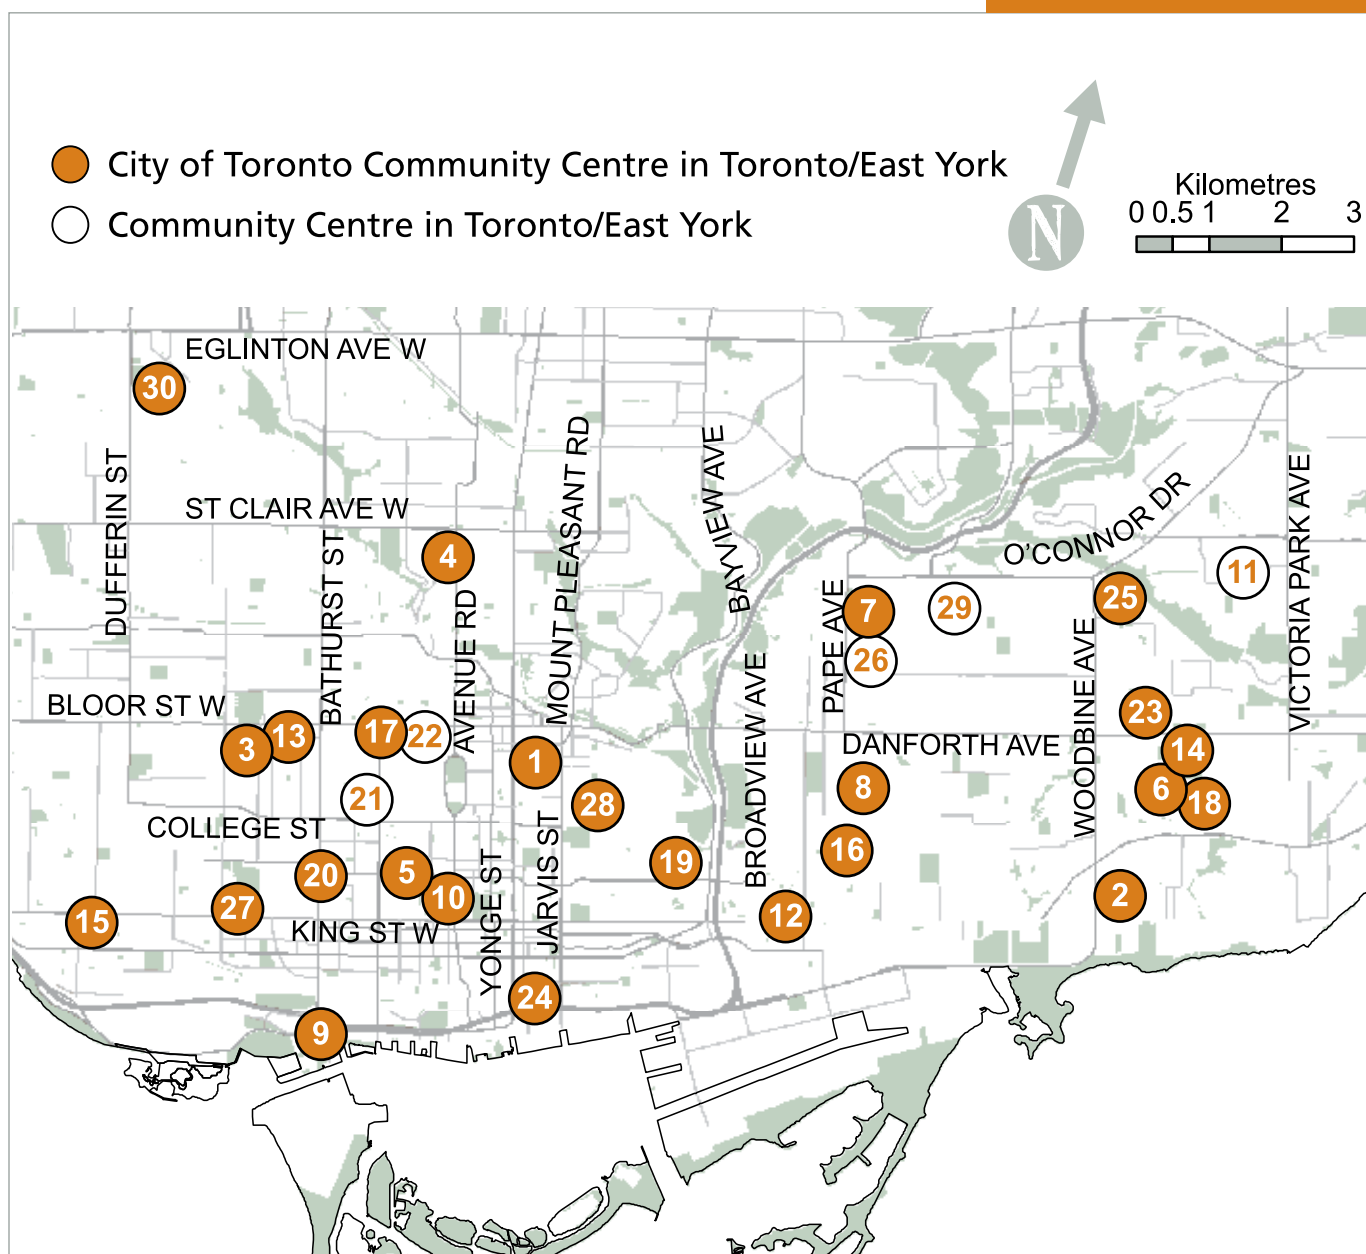 City of Toronto Community Centre in Toronto/East York
Community Centre in Toronto/East York
N
Kilometres
0 0.5 1 2 3
EGLINTON AVE W
30
DUFFERIN ST
ST CLAIR AVE W
BATHURST ST
4
AVENUE RD
MOUNT PLEASANT RD
BAYVIEW AVE
BAYVIEW AVE
O'CONNOR DR
VICTORIA PARK AVE
11
25
29
7
26
PAPE AVE
BROADVIEW AVE
WOODBINE AVE
BLOOR ST W
3
13
17
22
1
21
28
DANFORTH AVE
8
23
14
6
18
COLLEGE ST
20
5
10
19
16
2
12
15
27
KING ST W
YONGE ST
JARVIS ST
24
9